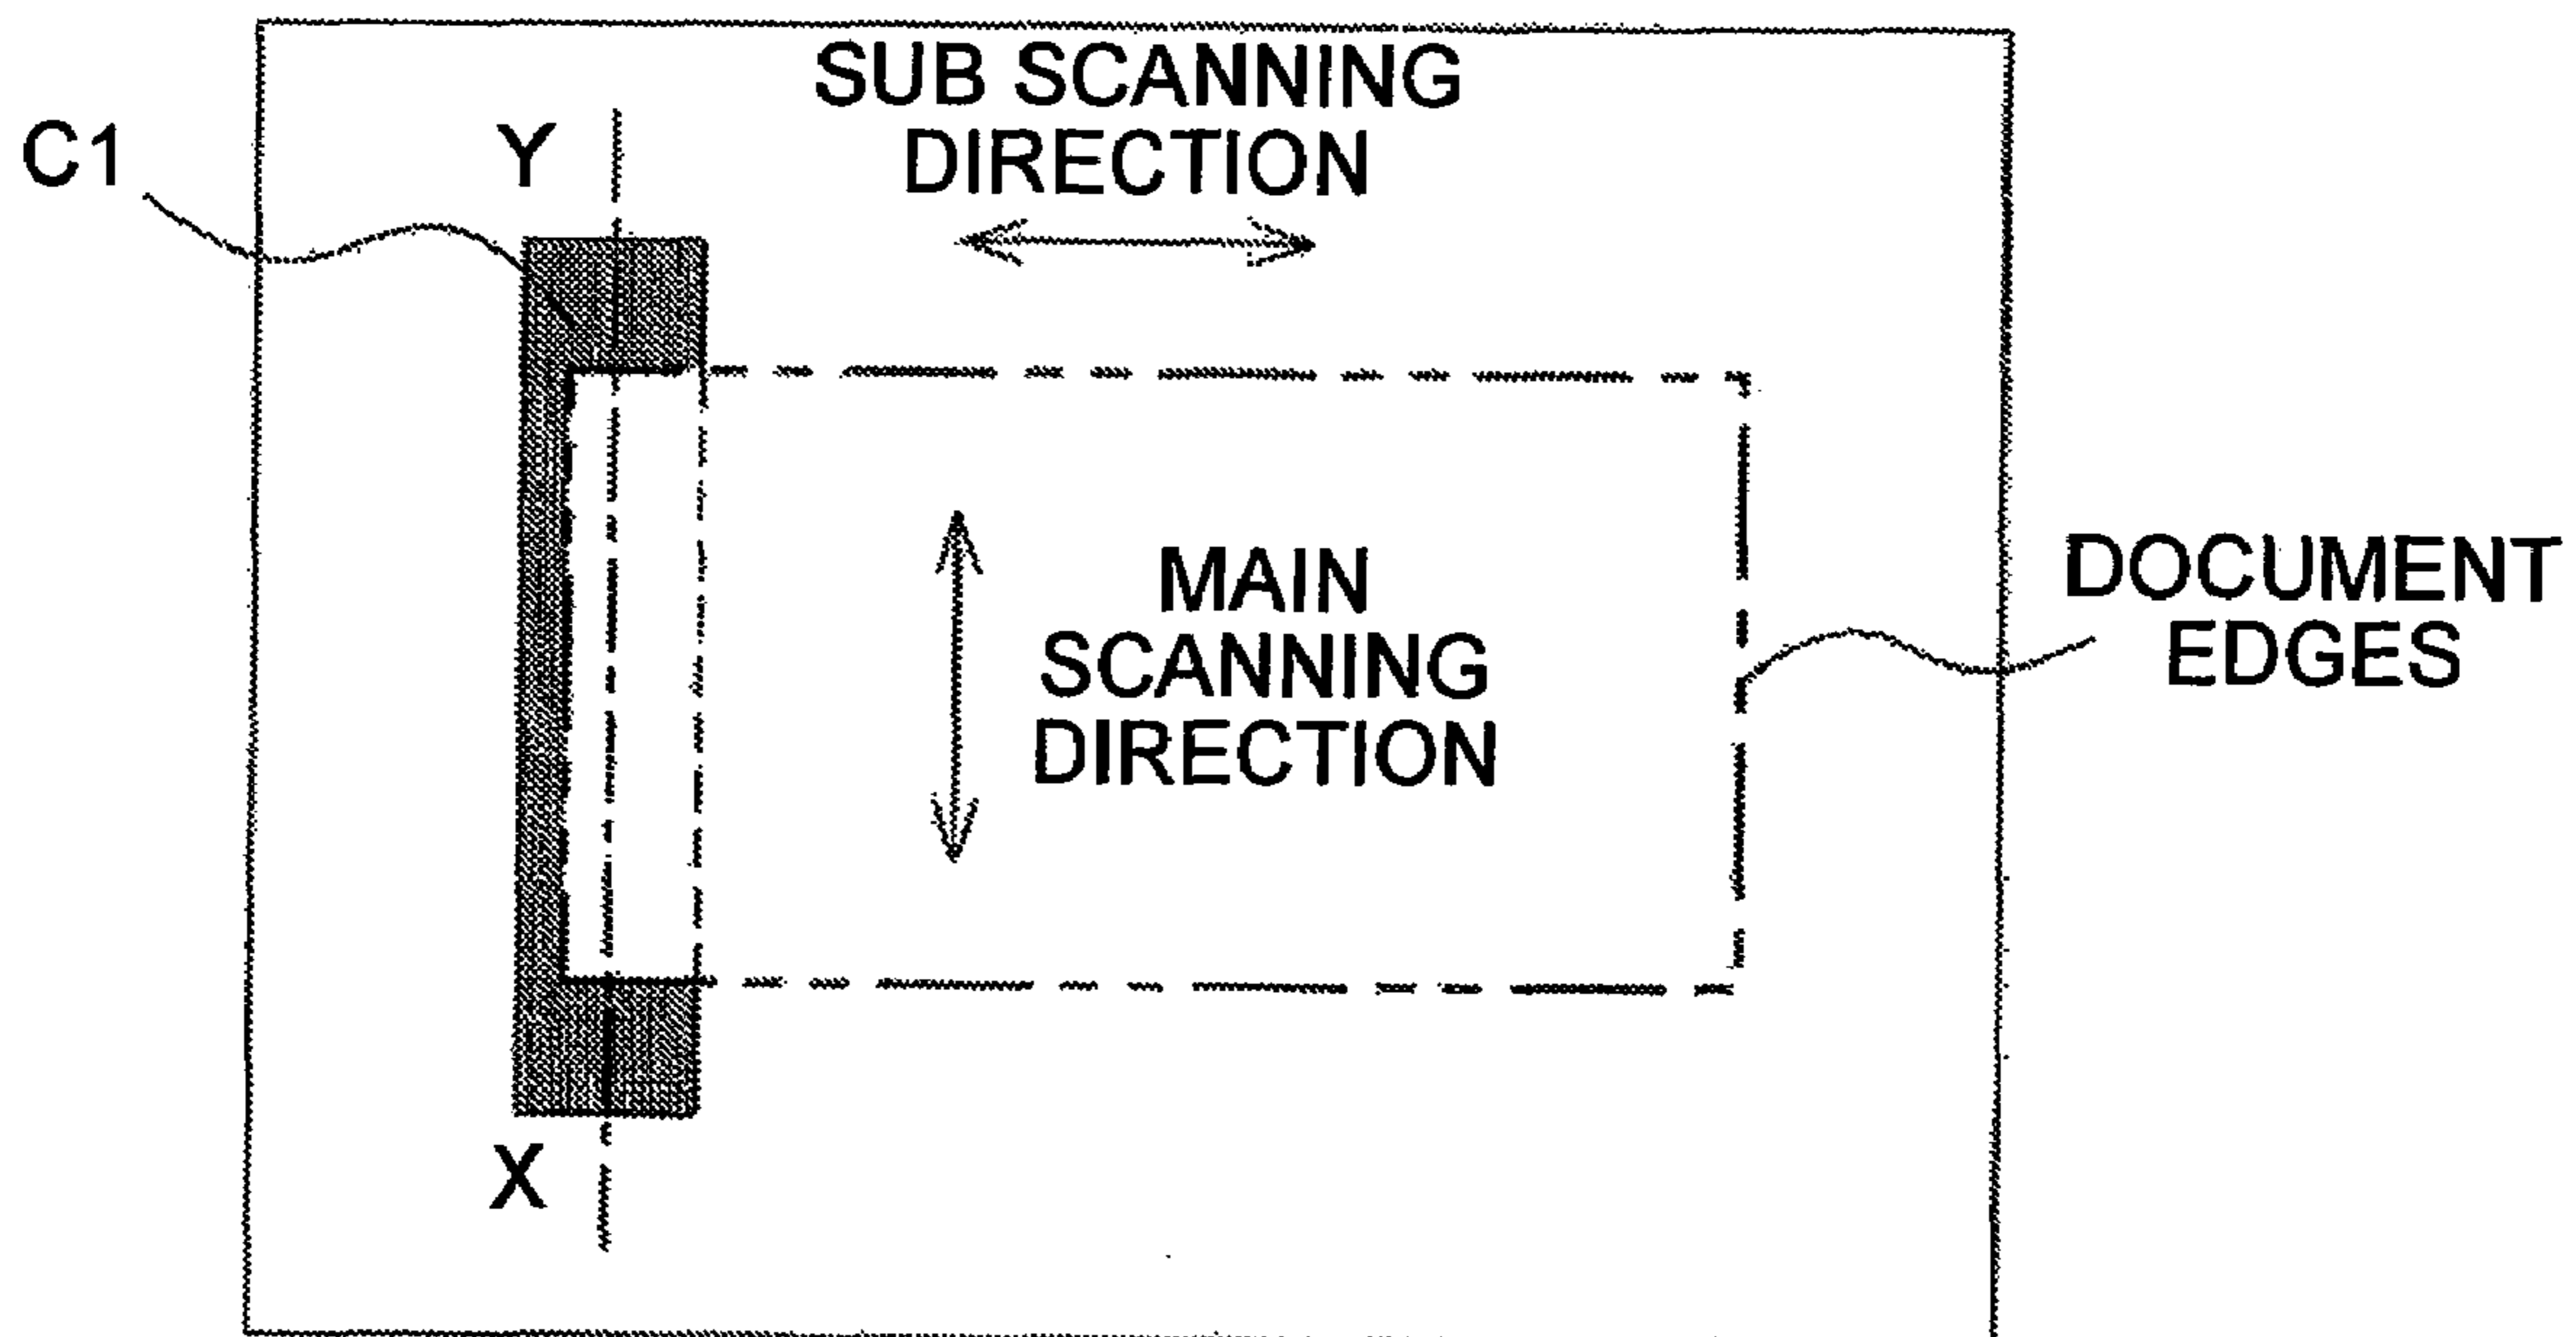 SUB SCANNING
DIRECTION
C1
Y
MAIN
SCANNING
DIRECTION
DOCUMENT
EDGES
X